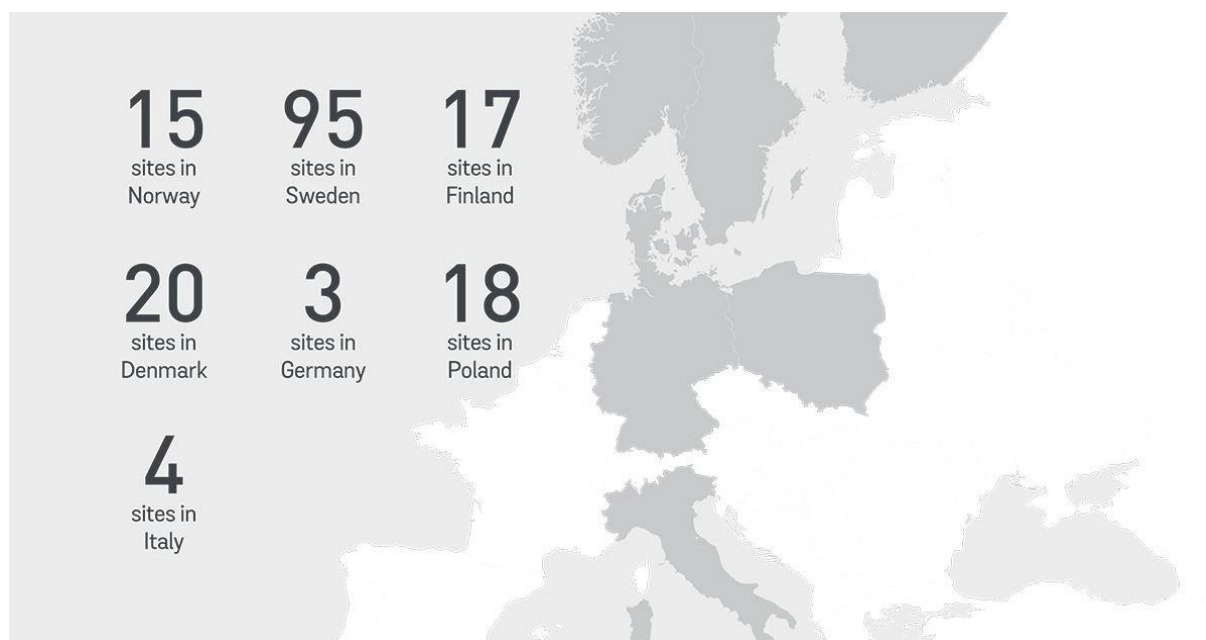 15
sites in
Norway
95
sites in
Sweden
17
sites in
Finland
20
sites in
Denmark
3
sites in
Germany
18
sites in
Poland
4
sites in
Italy